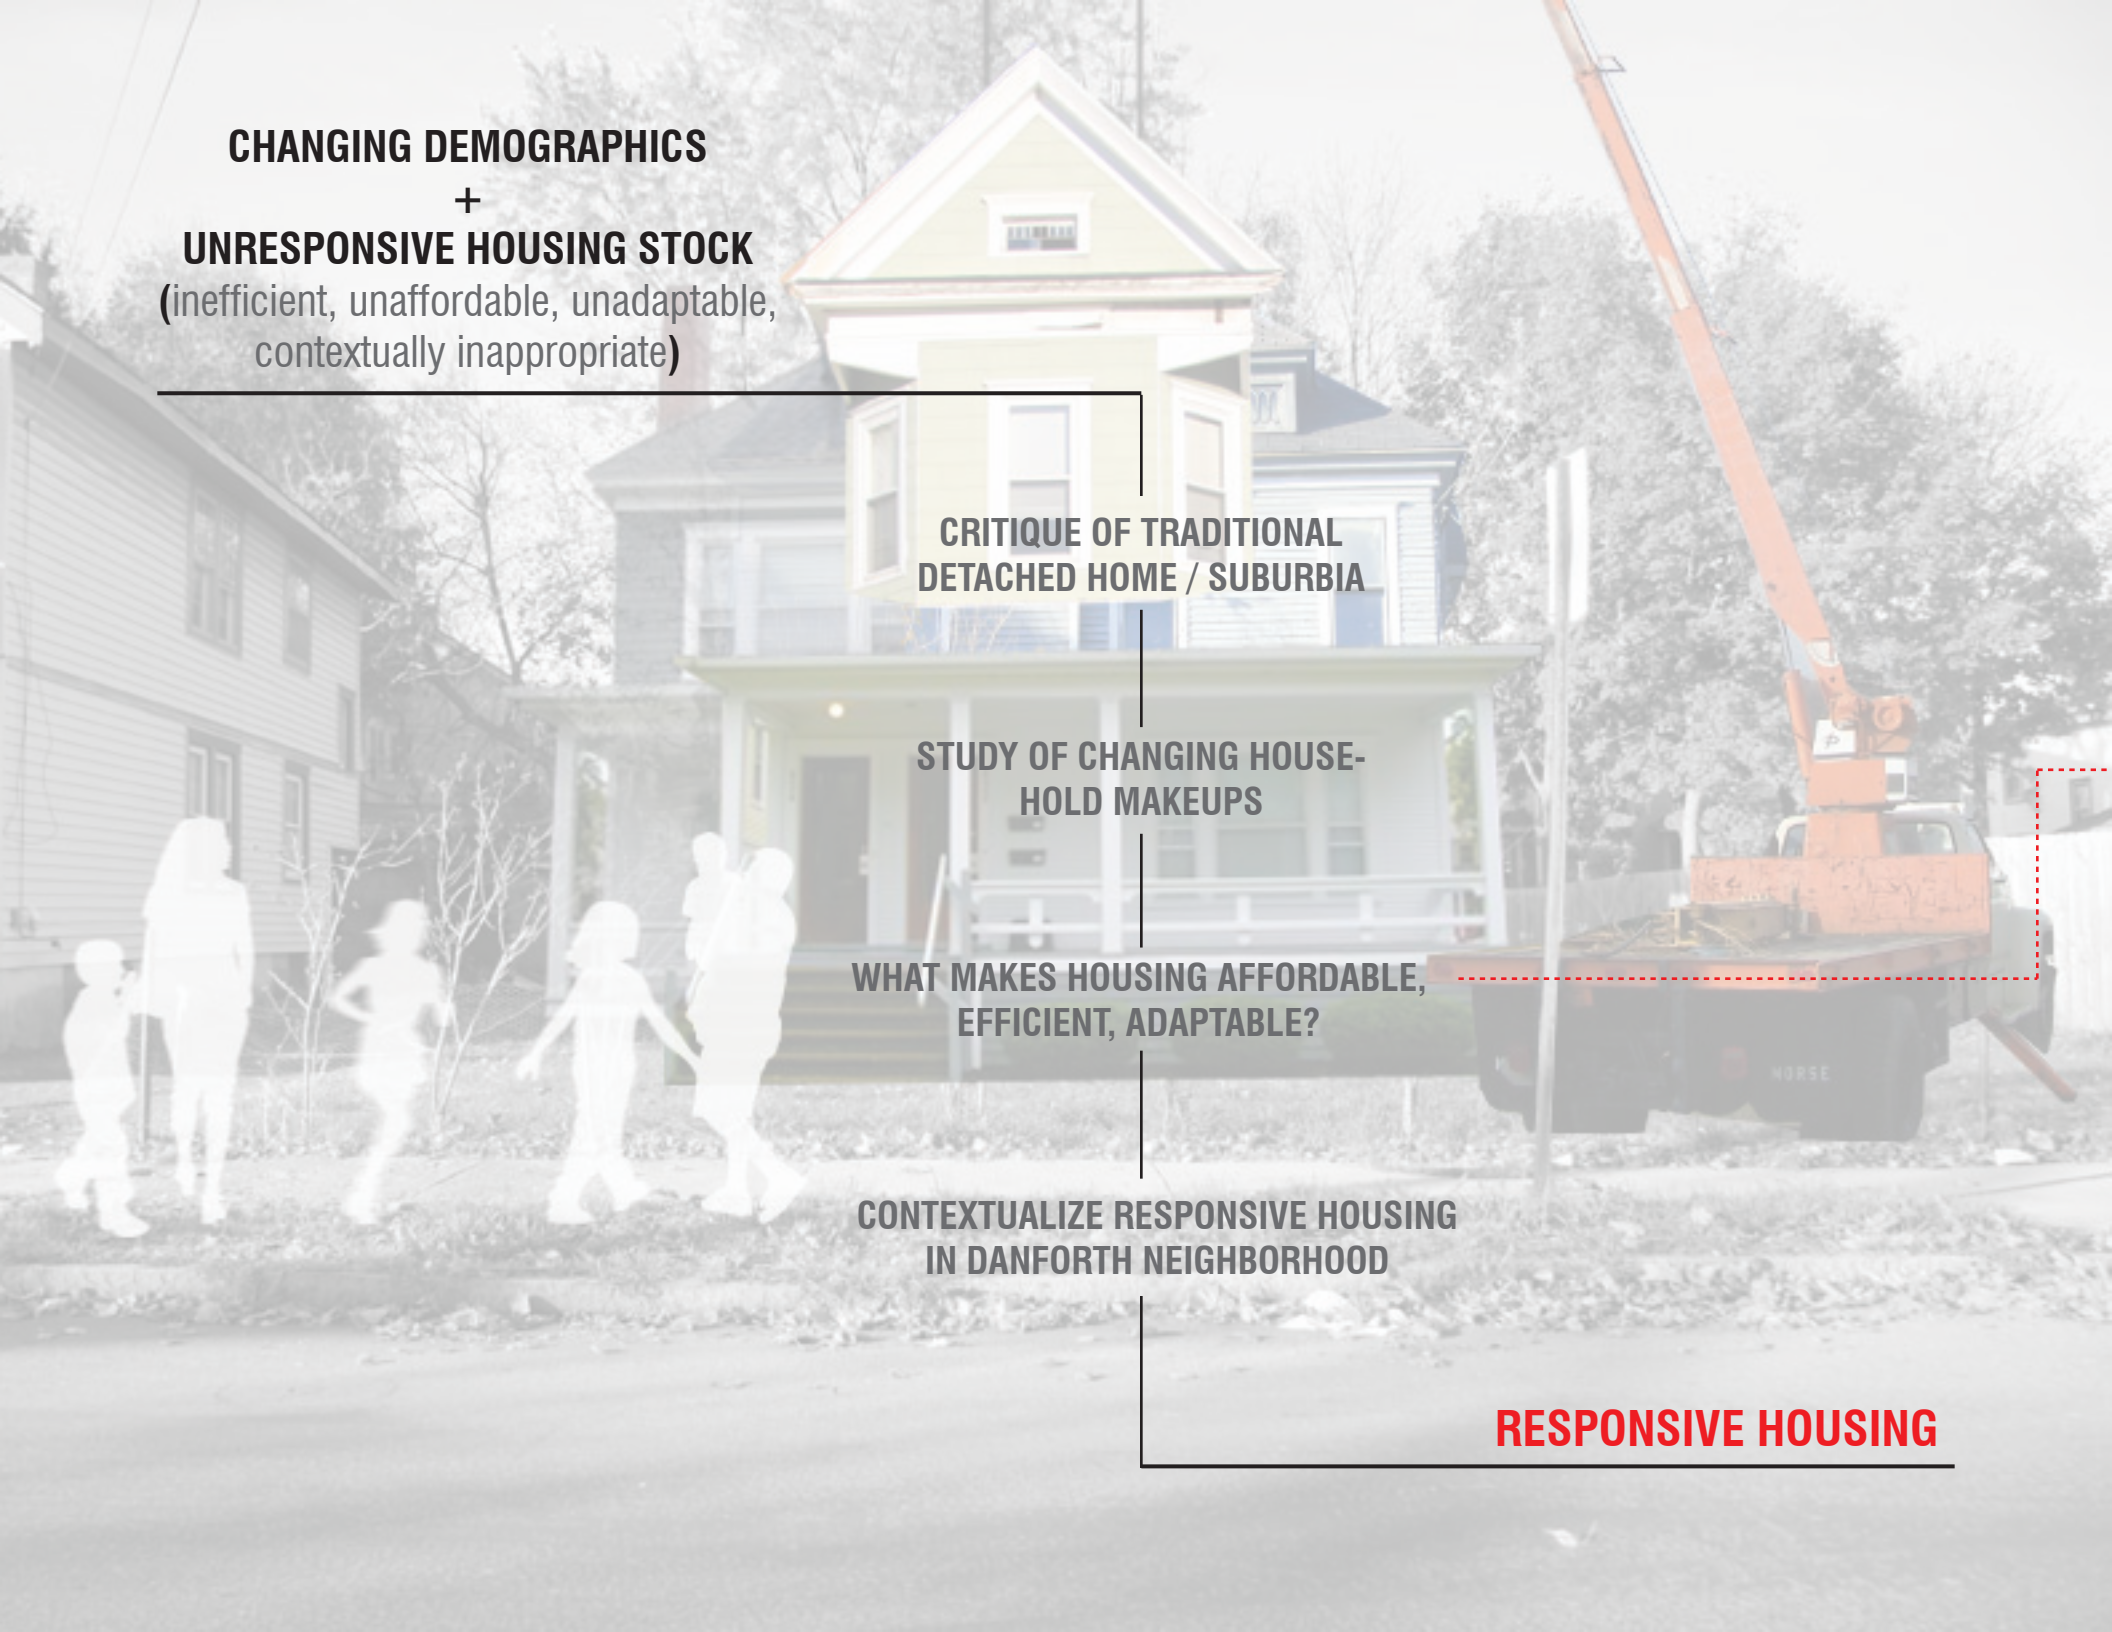 CHANGING DEMOGRAPHICS
+
UNRESPONSIVE HOUSING STOCK
(inefficient, unaffordable, unadaptable,
contextually inappropriate)
CRITIQUE OF TRADITIONAL
DETACHED HOME / SUBURBIA
STUDY OF CHANGING HOUSE-
HOLD MAKEUPS
WHAT MAKES HOUSING AFFORDABLE,
EFFICIENT, ADAPTABLE?
NORSE
CONTEXTUALIZE RESPONSIVE HOUSING
IN DANFORTH NEIGHBORHOOD
RESPONSIVE HOUSING